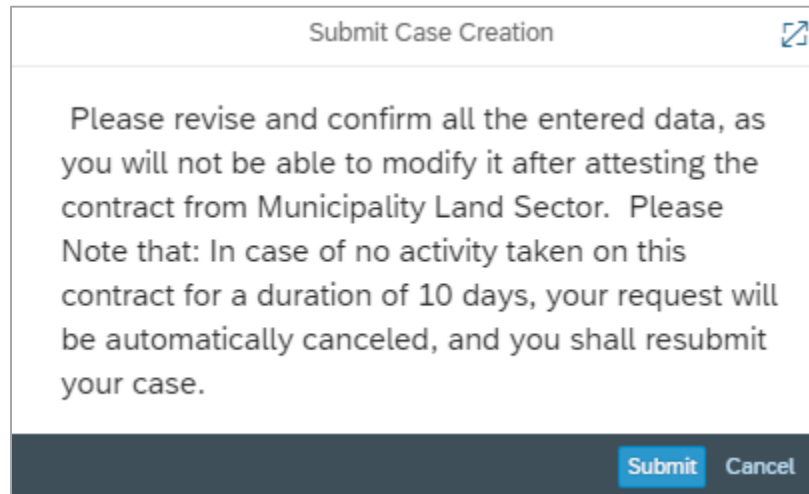 Submit Case Creation
Please revise and confirm all the entered data, as
you will not be able to modify it after attesting the
contract from Municipality Land Sector.  Please
Note that: In case of no activity taken on this
contract for a duration of 10 days, your request will
be automatically canceled, and you shall resubmit
your case.
Submit Cancel